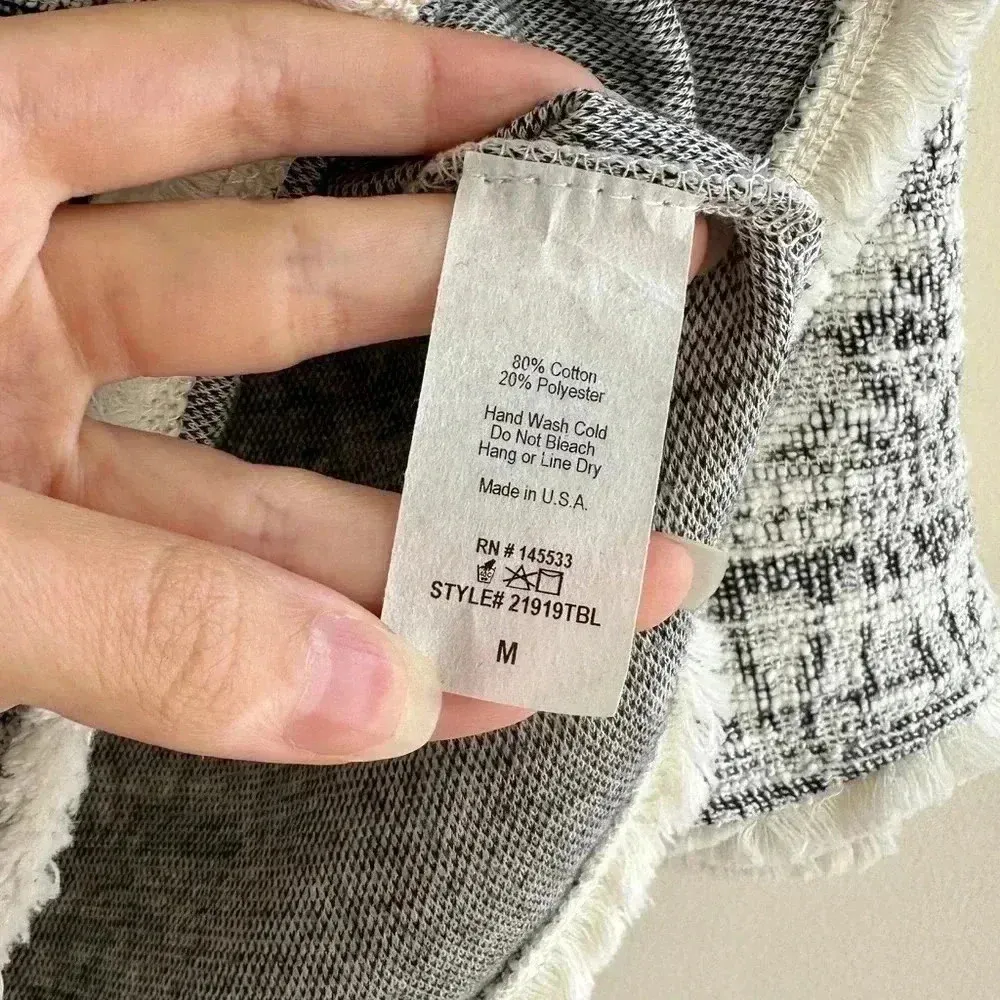 80% Cotton
20% Polyester
Hand Wash Cold
Do Not Bleach
Hang or Line Dry
Made in U.S.A.
RN # 145533
STYLE# 21919TBL
M